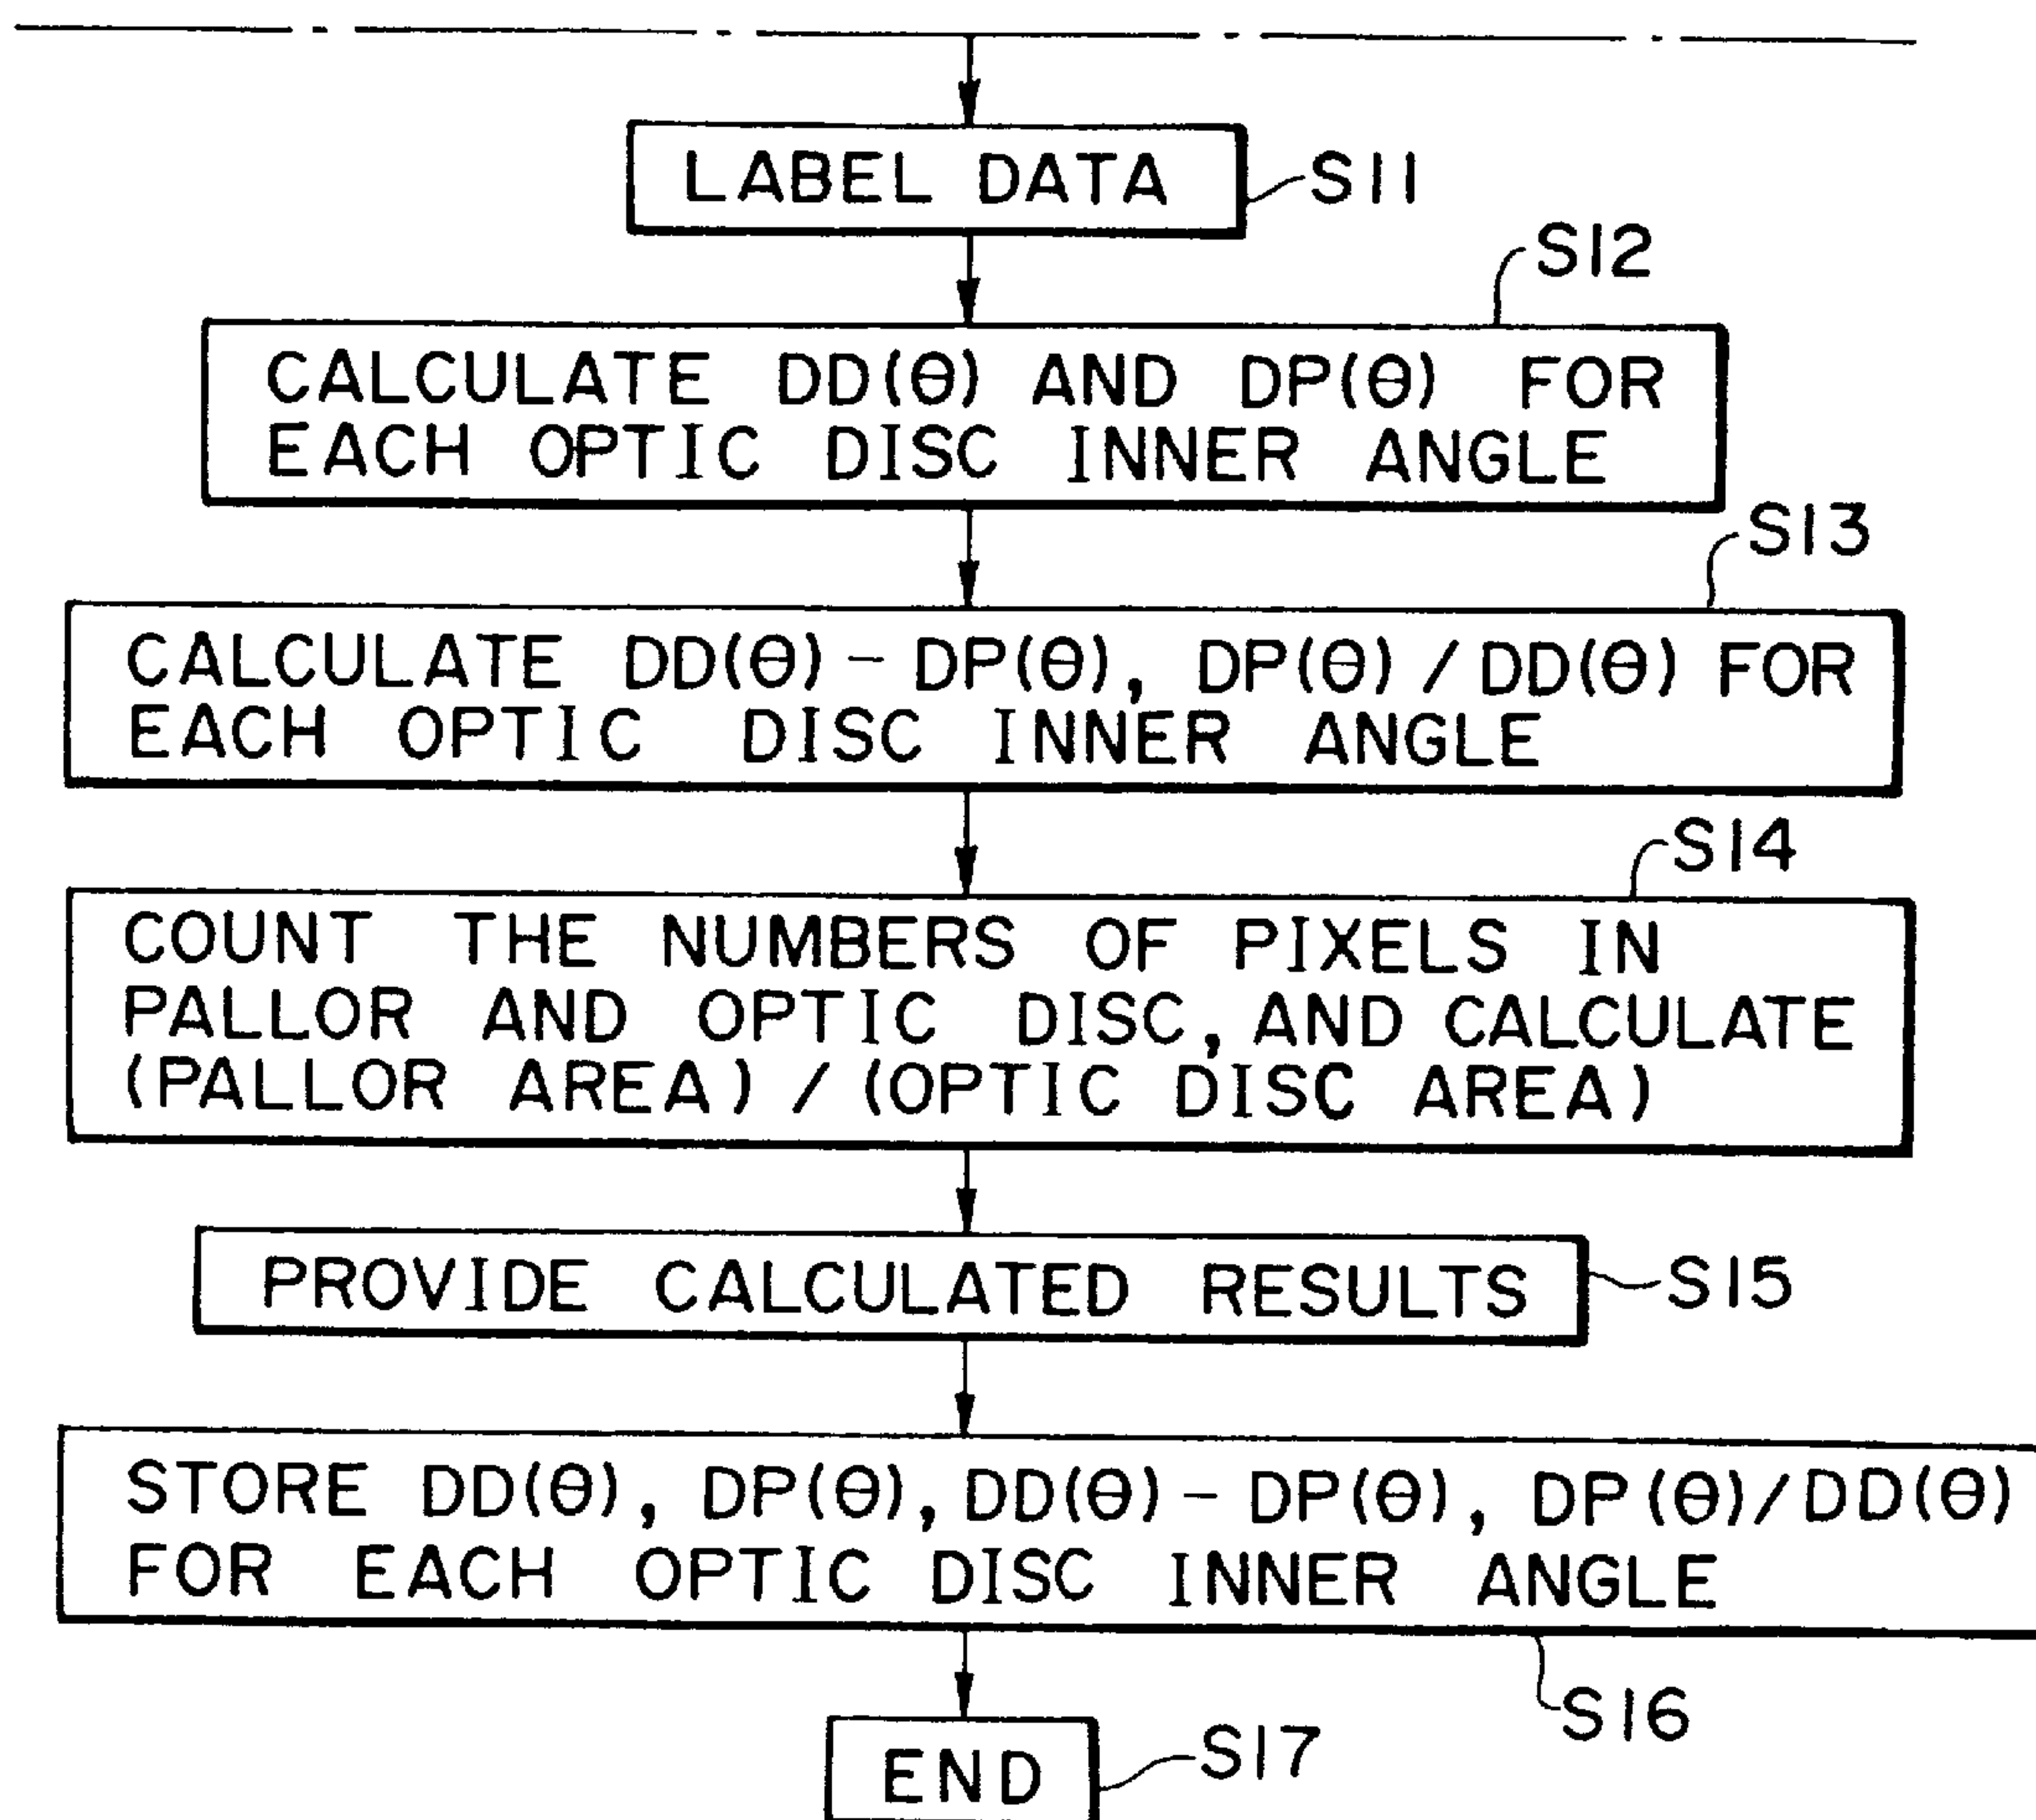 LABEL DATA
S11
S12
CALCULATE DD(θ) AND DP(θ) FOR
EACH OPTIC DISC INNER ANGLE
S13
CALCULATE DD(θ) – DP(θ), DP(θ) / DD(θ) FOR
EACH OPTIC DISC INNER ANGLE
S14
COUNT THE NUMBERS OF PIXELS IN
PALLOR AND OPTIC DISC, AND CALCULATE
(PALLOR AREA) / (OPTIC DISC AREA)
PROVIDE CALCULATED RESULTS
S15
STORE DD(θ), DP(θ), DD(θ) – DP(θ), DP(θ)/DD(θ)
FOR EACH OPTIC DISC INNER ANGLE
S16
END
S17